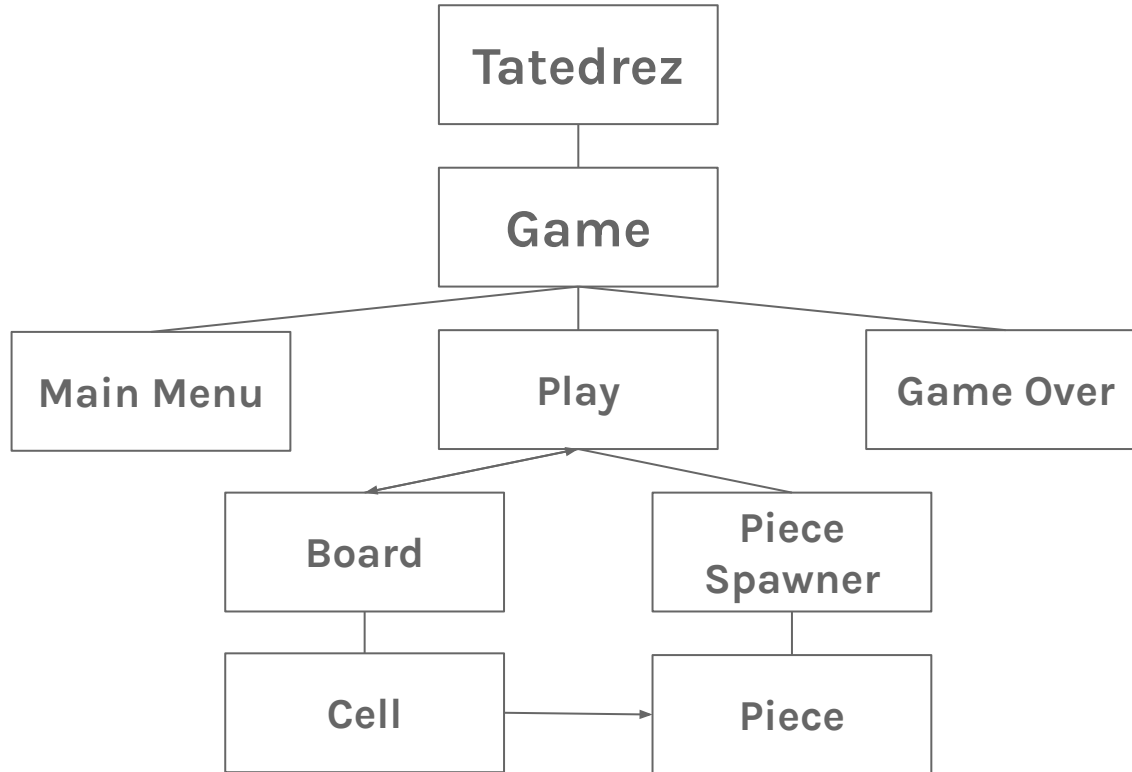 Tatedrez
Game
Main Menu
Play
Game Over
Board
Piece
Spawner
Cell
Piece